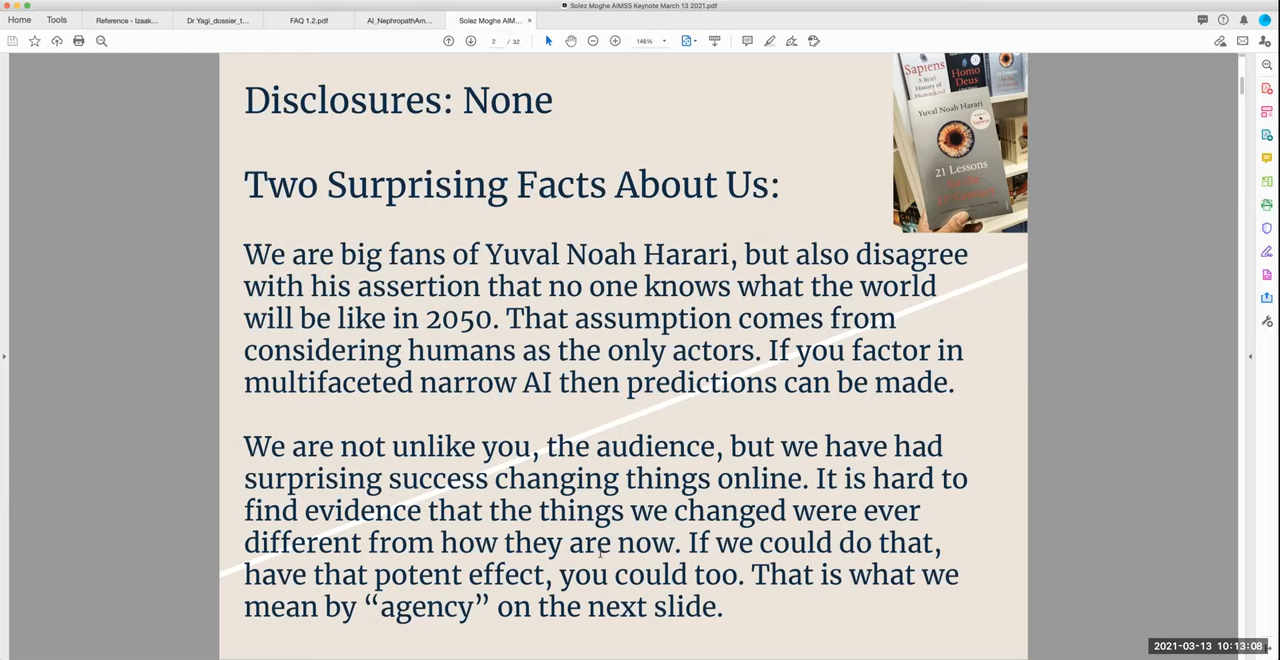 Solez Moghe AIMSS Keynote March 13 2021.pdf
Home Tools Reference - Izaak... Dr Yagi_dossier_t... FAQ 1.2.pdf AI_NephropathAm... Solez Moghe AIM... ×
2 / 32 146%
Disclosures: None
Two Surprising Facts About Us:
We are big fans of Yuval Noah Harari, but also disagree
with his assertion that no one knows what the world
will be like in 2050. That assumption comes from
considering humans as the only actors. If you factor in
multifaceted narrow AI then predictions can be made.
We are not unlike you, the audience, but we have had
surprising success changing things online. It is hard to
find evidence that the things we changed were ever
different from how they are now. If we could do that,
have that potent effect, you could too. That is what we
mean by “agency” on the next slide.
Sapiens
A Brief
History of
Homo
Deus
Yuval Noah Harari
Sapiens
21 Lessons
2021-03-13 10:13:08